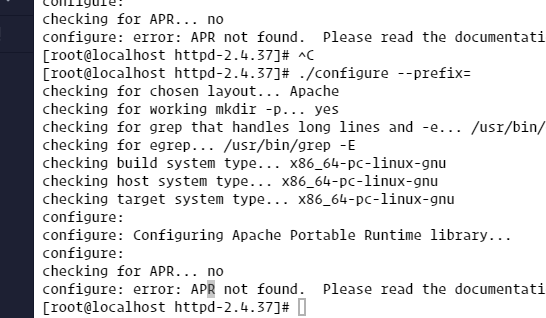 configure:
checking for APR... no
configure: error: APR not found.  Please read the documentati
[root@localhost httpd-2.4.37]# ^C
[root@localhost httpd-2.4.37]# ./configure --prefix=
checking for chosen layout... Apache
checking for working mkdir -p... yes
checking for grep that handles long lines and -e... /usr/bin/
checking for egrep... /usr/bin/grep -E
checking build system type... x86_64-pc-linux-gnu
checking host system type... x86_64-pc-linux-gnu
checking target system type... x86_64-pc-linux-gnu
configure:
configure: Configuring Apache Portable Runtime library...
configure:
checking for APR... no
configure: error: APR not found.  Please read the documentati
[root@localhost httpd-2.4.37]#